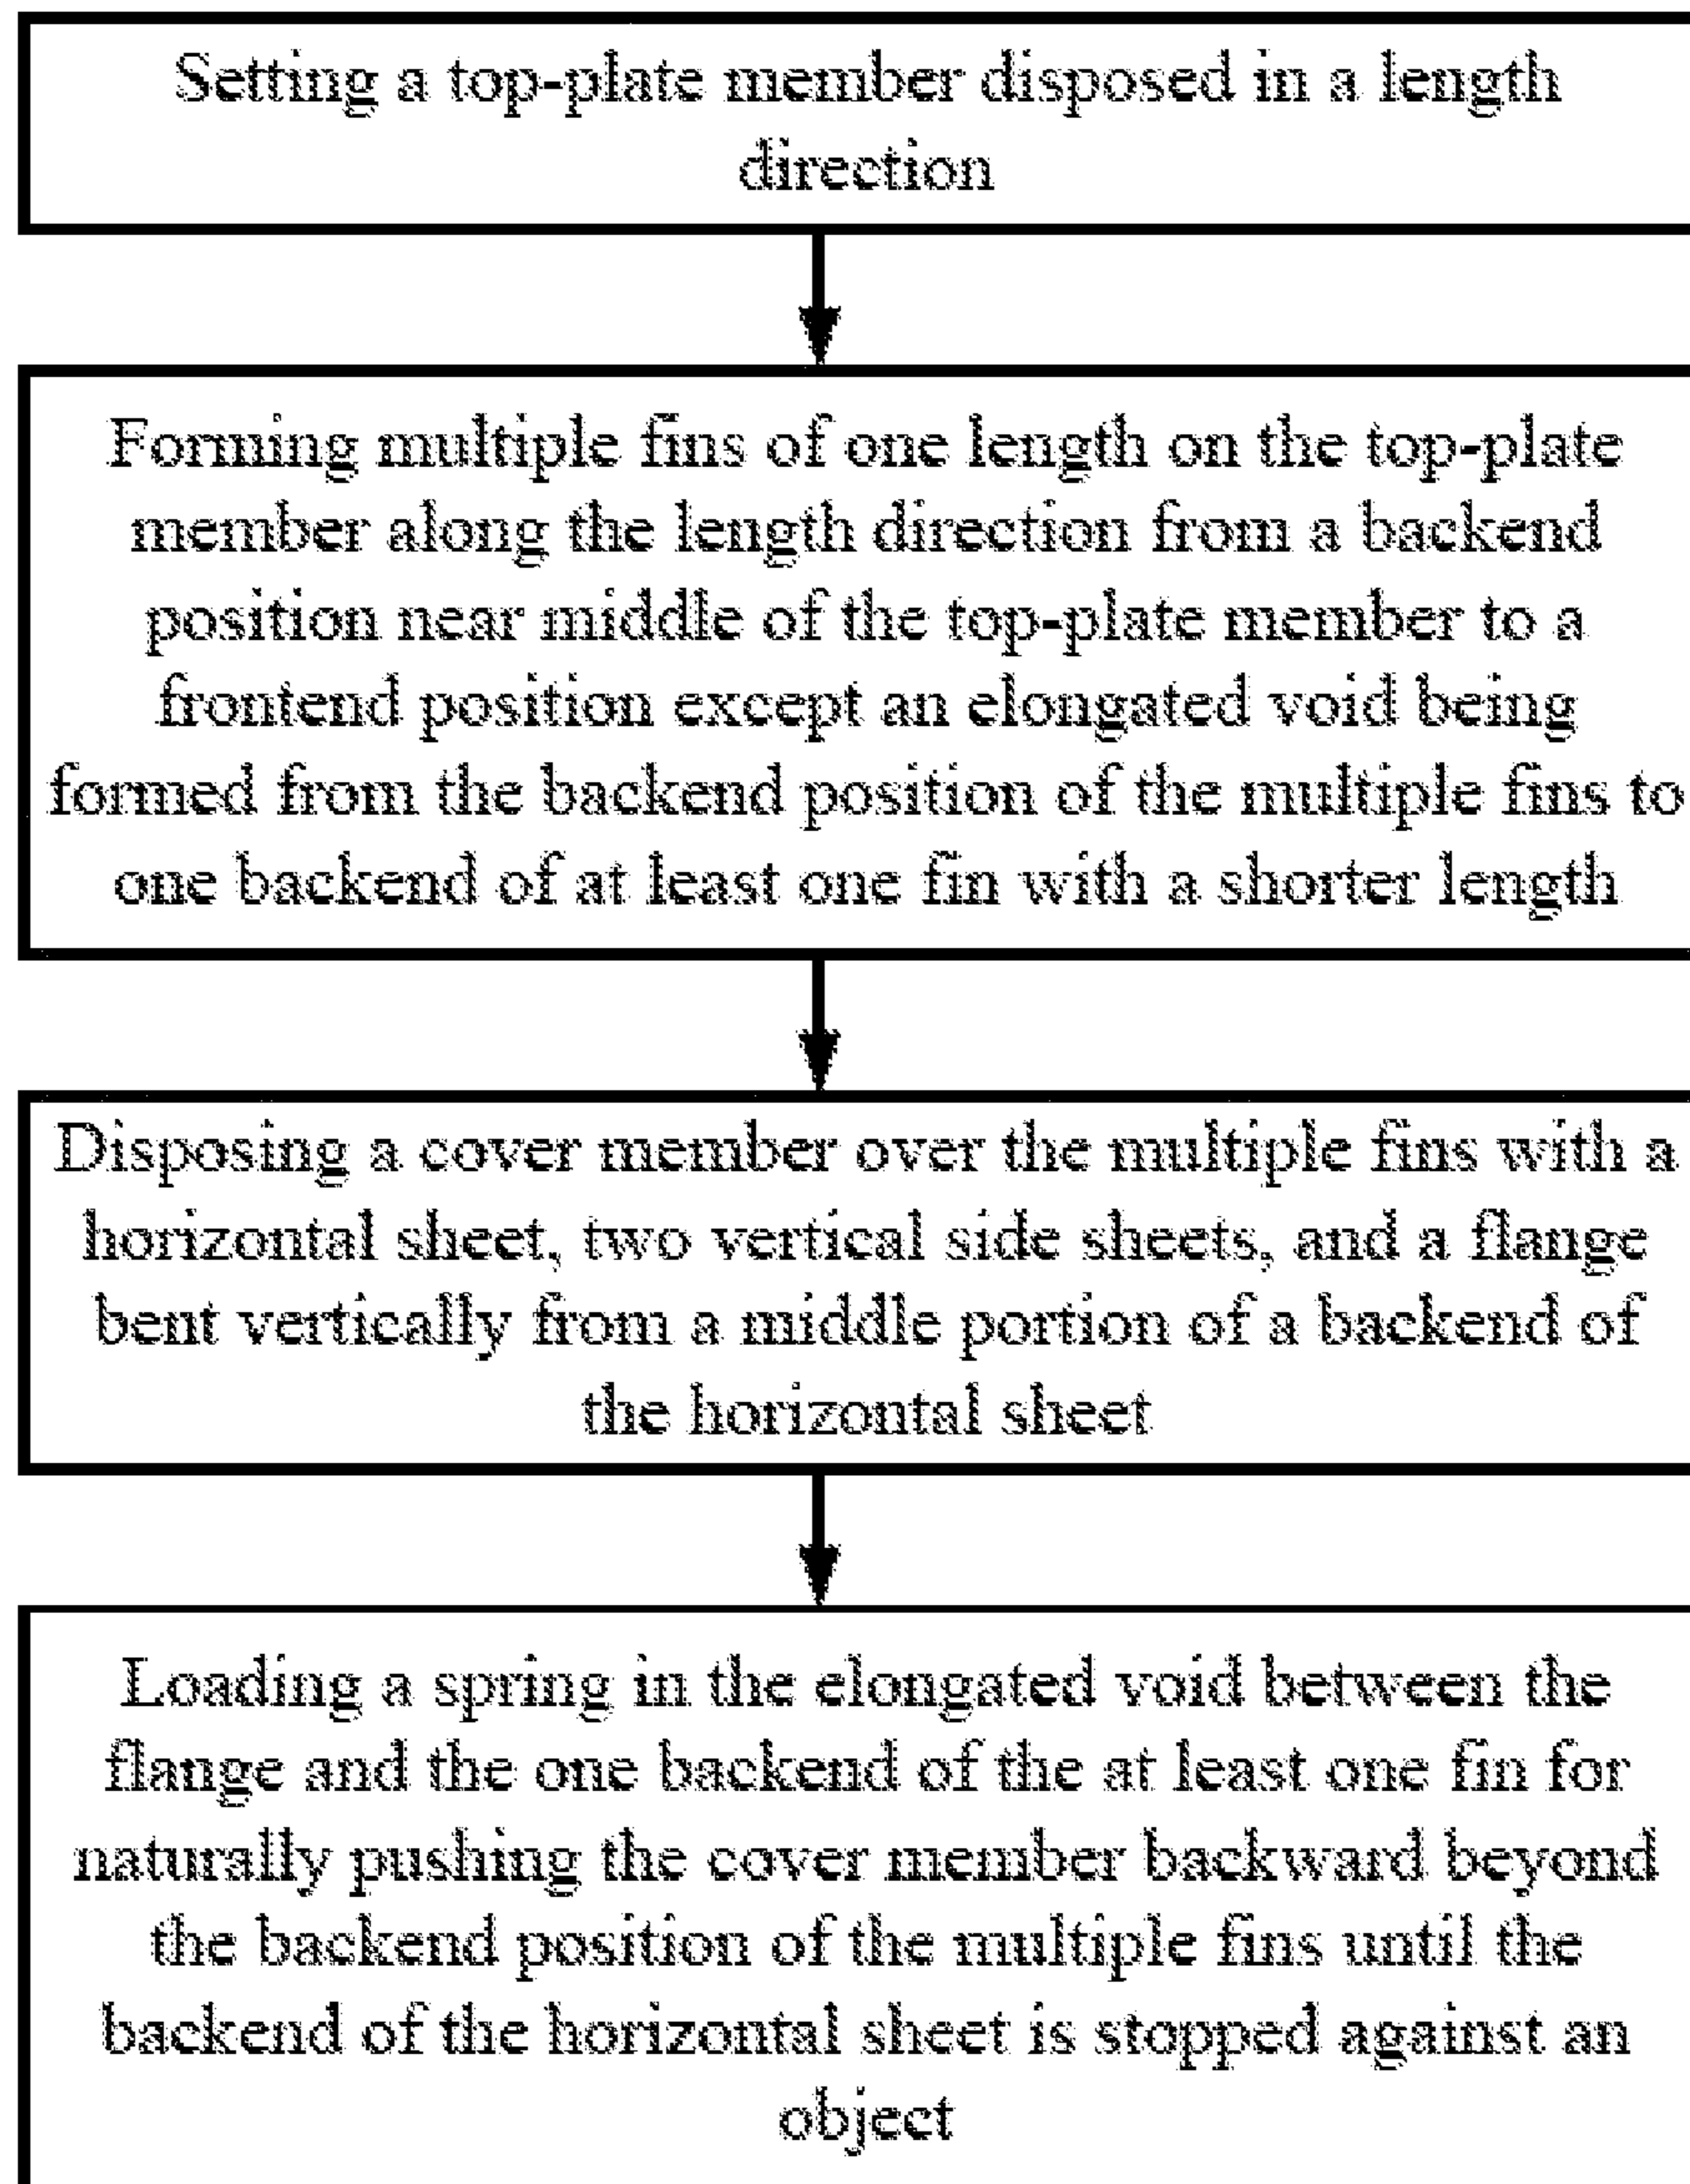 Setting a top-plate member disposed in a length
direction
Forming multiple fins of one length on the top-plate
member along the length direction from a backend
position near middle of the top-plate member to a
frontend position except an elongated void being
formed from the backend position of the multiple fins to
one backend of at least one fin with a shorter length
Disposing a cover member over the multiple fins with a
horizontal sheet, two vertical side sheets, and a flange
bent vertically from a middle portion of a backend of
the horizontal sheet
Loading a spring in the elongated void between the
flange and the one backend of the at least one fin for
naturally pushing the cover member backward beyond
the backend position of the multiple fins until the
backend of the horizontal sheet is stopped against an
object